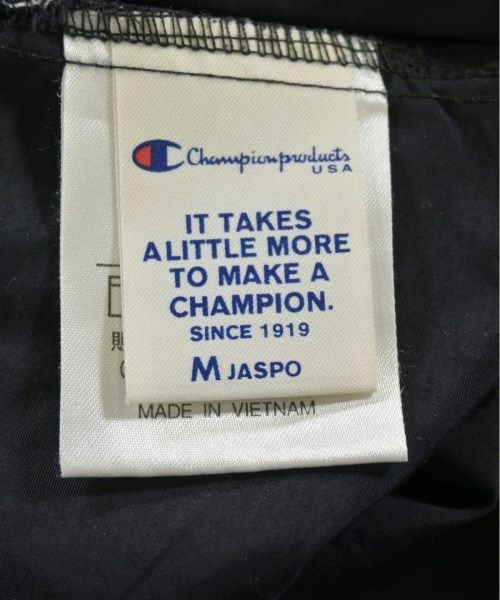 Champion products
USA
IT TAKES
A LITTLE MORE
TO MAKE A
CHAMPION.
SINCE 1919
M JASPO
MADE IN VIETNAM